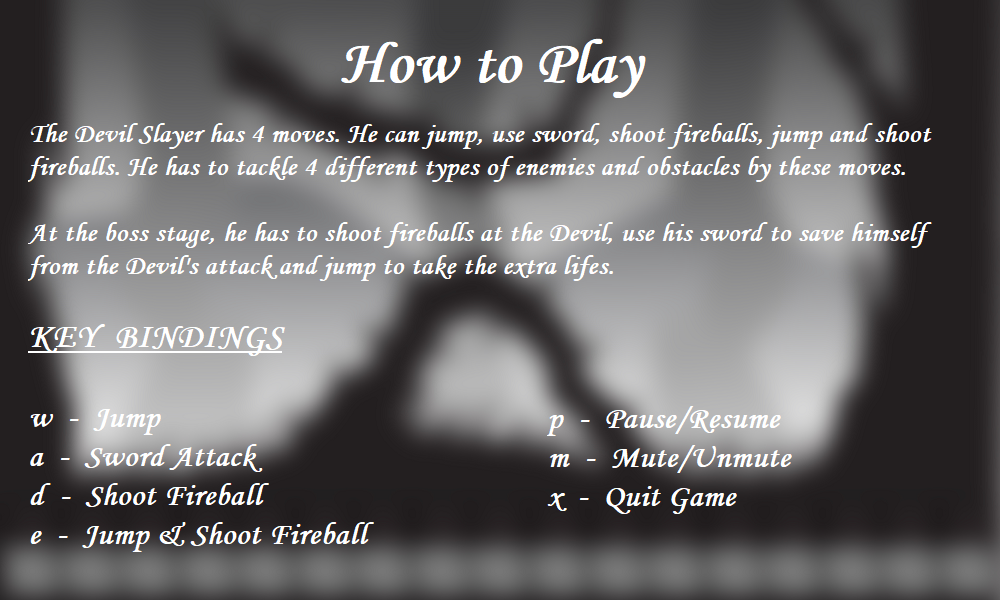 How to Play
The Devil Slayer has 4 moves. He can jump, use sword, shoot fireballs, jump and shoot
fireballs. He has to tackle 4 different types of enemies and obstacles by these moves.
At the boss stage, he has to shoot fireballs at the Devil, use his sword to save himself
from the Devil's attack and jump to take the extra lifes.
KEY BINDINGS
w - Jump
a - Sword Attack
d - Shoot Fireball
e - Jump & Shoot Fireball
p - Pause/Resume
m - Mute/Unmute
x - Quit Game